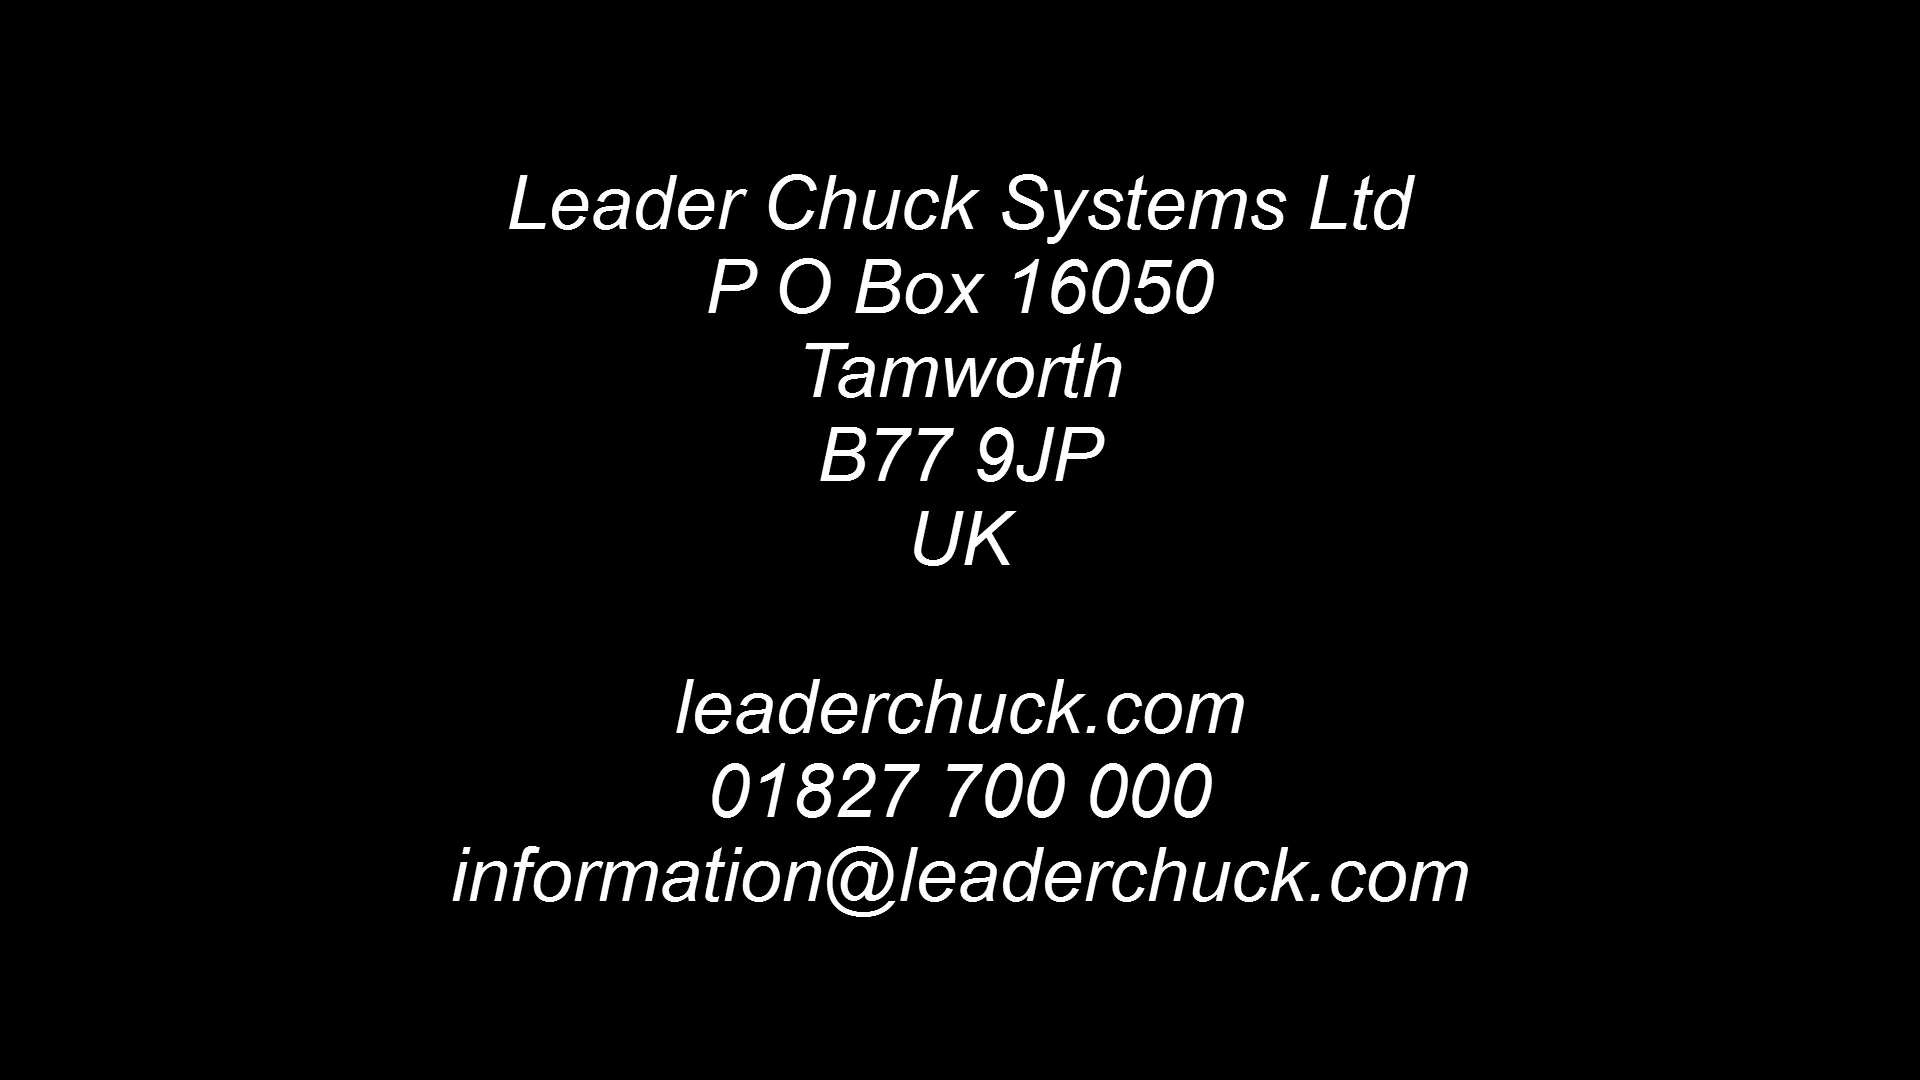 Leader Chuck Systems Ltd
P O Box 16050
Tamworth
B77 9JP
UK
leaderchuck.com
01827 700 000
information@leaderchuck.com